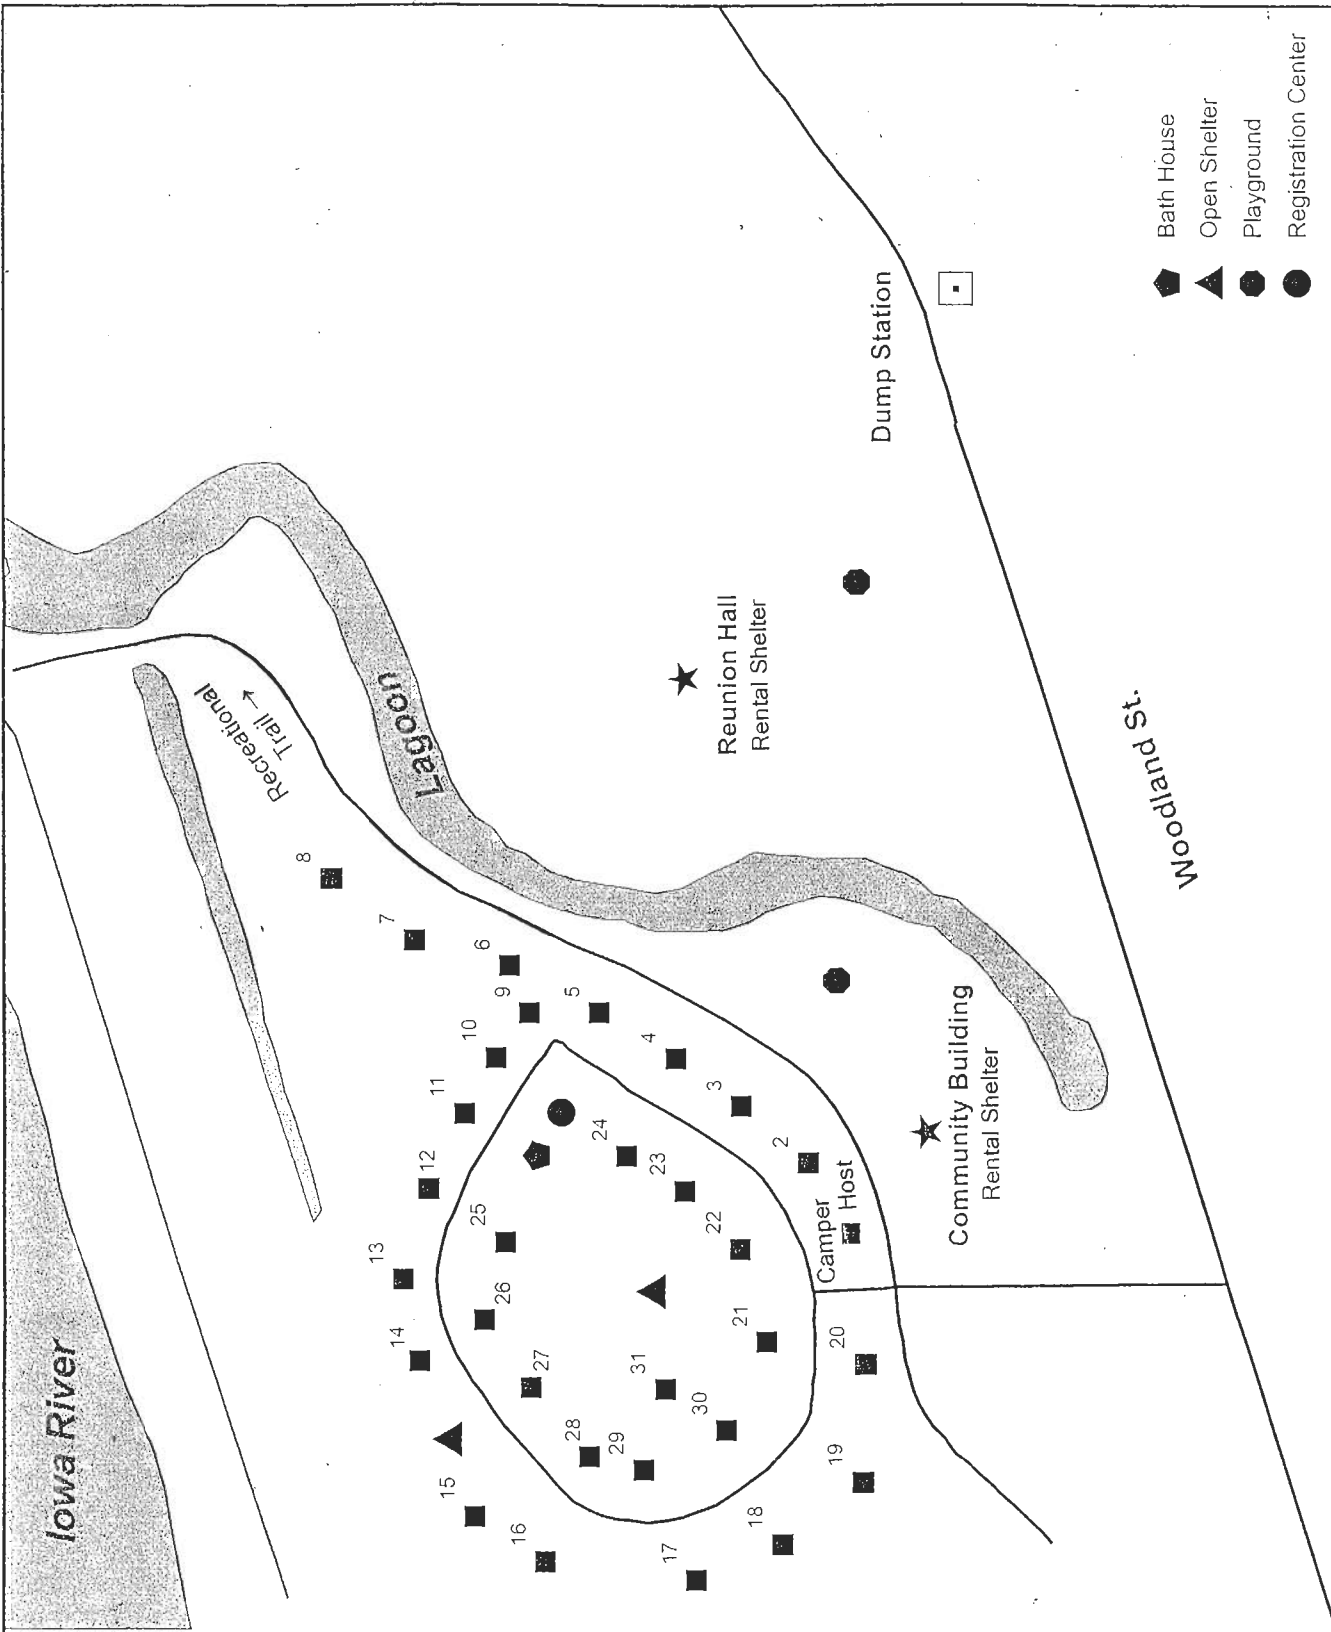 Iowa River
Recreational
Trail →
Lagoon
8
7
6
9
5
10
4
11
3
12
2
24
23
13
25
22
Camper
Host
26
14
21
20
27
31
30
28
29
15
19
16
18
17
Reunion Hall
Rental Shelter
Community Building
Rental Shelter
Dump Station
Woodland St.
Bath House
Open Shelter
Playground
Registration Center